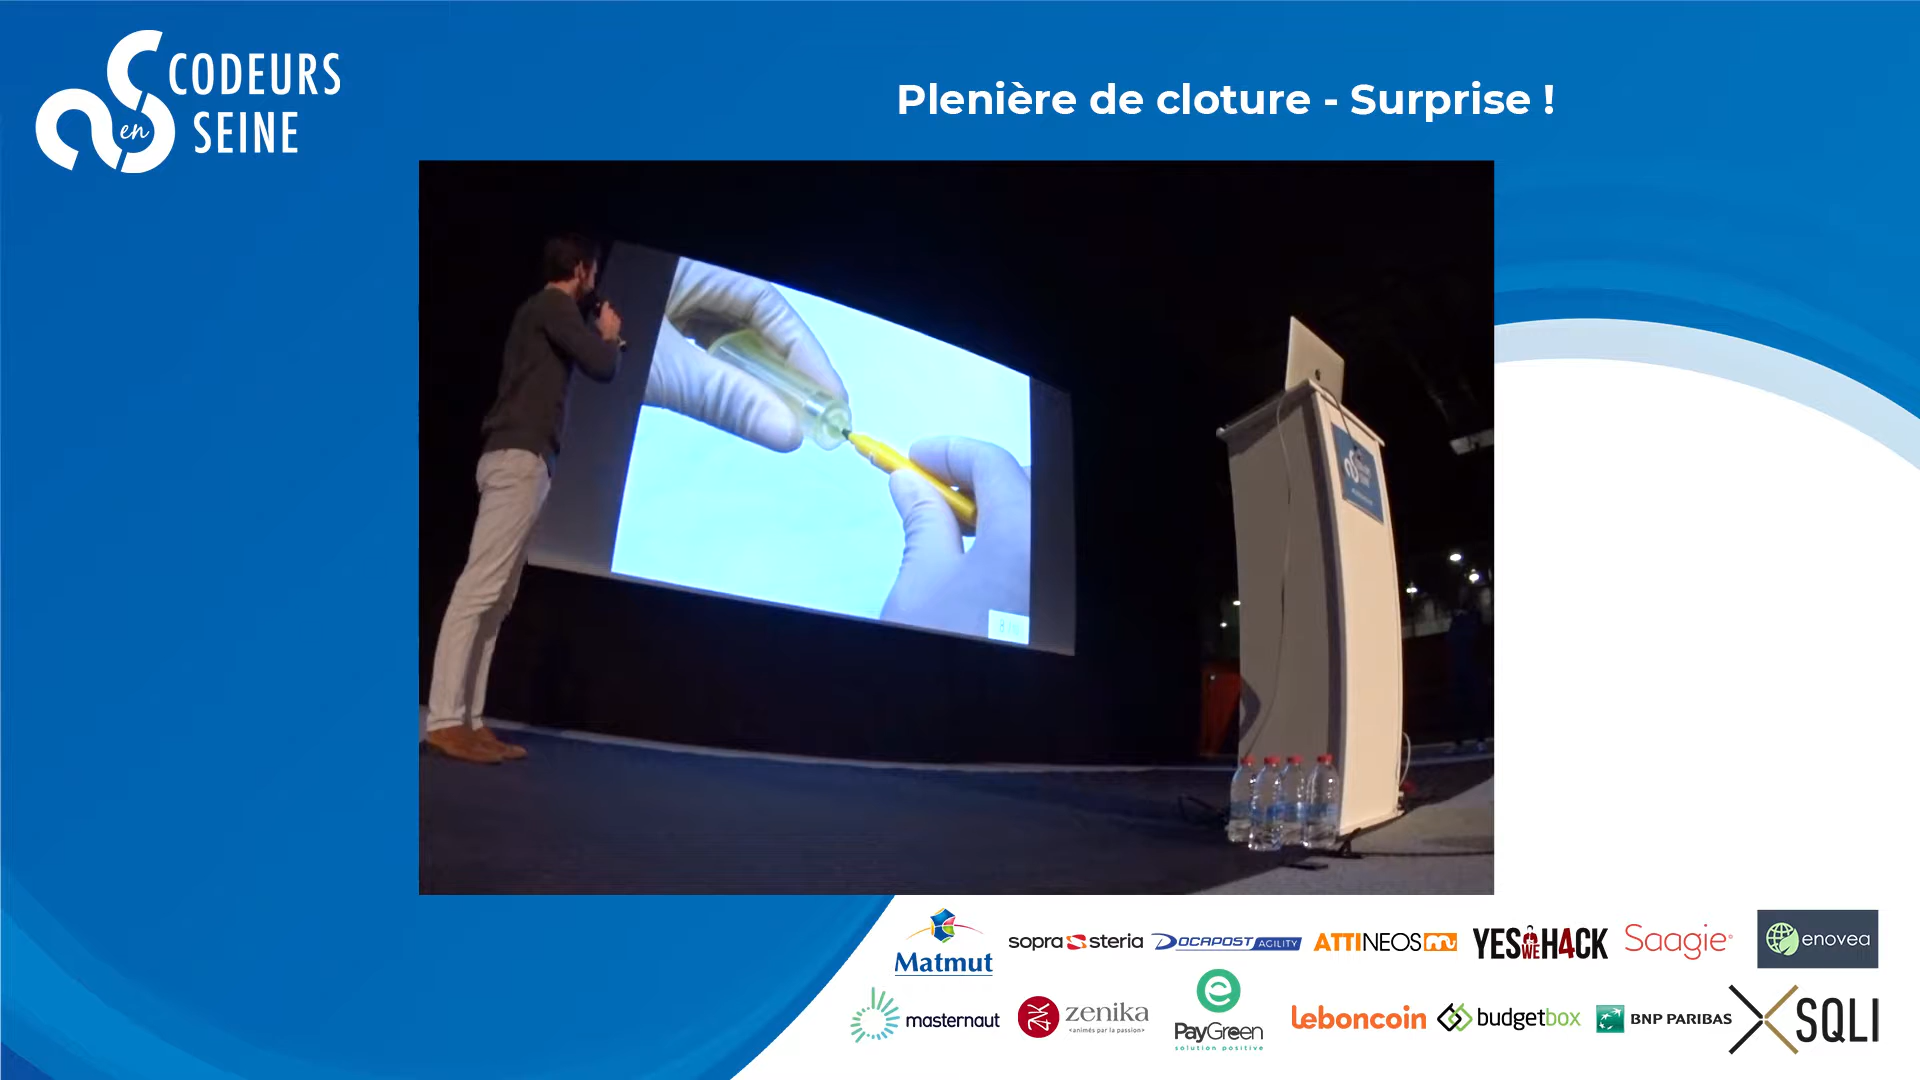 CODEURS
en
SEINE
Plenière de cloture - Surprise !
Matmut
sopra steria
DOCAPOST AGILITY
ATTINEOS
YES WE H4CK
Saagie
enovea
masternaut
zenika
<animés par la passion>
PayGreen
solution positive
leboncoin
budgetbox
BNP PARIBAS
SQLI